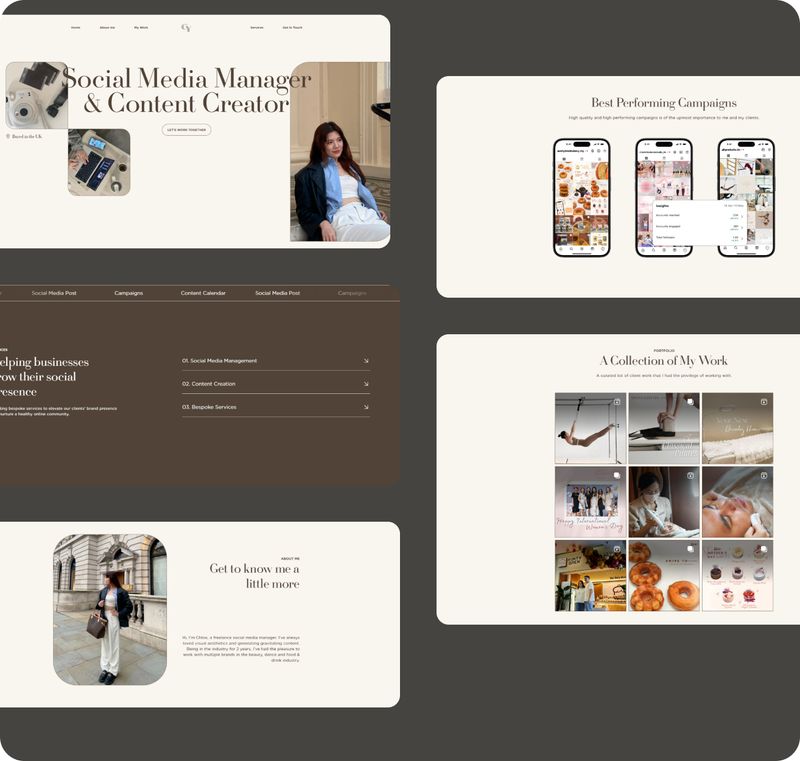 Home
About me
My Work
Services
Get in Touch
Social Media Manager
& Content Creator
Based in the UK
LET'S WORK TOGETHER
Social Media Post
Campaigns
Content Calendar
Social Media Post
Campaigns
elping businesses
row their social
resence
ing bespoke services to elevate our clients' brand presence
nurture a healthy online community.
01. Social Media Management
02. Content Creation
03. Bespoke Services
ABOUT ME
Get to know me a
little more
Hi, I'm Chloe, a freelance social media manager. I've always
loved visual aesthetics and generating gravitating content.
Being in the industry for 2 years, I've had the pleasure to
work with multiple brands in the beauty, dance and food &
drink industry.
Best Performing Campaigns
High quality and high performing campaigns is of the upmost importance to me and my clients.
Insights
Accounts reached
Accounts engaged
Total followers
PORTFOLIO
A Collection of My Work
A curated list of client work that I had the privilege of working with.
Classical
Pilates
Happy International
Women's Day